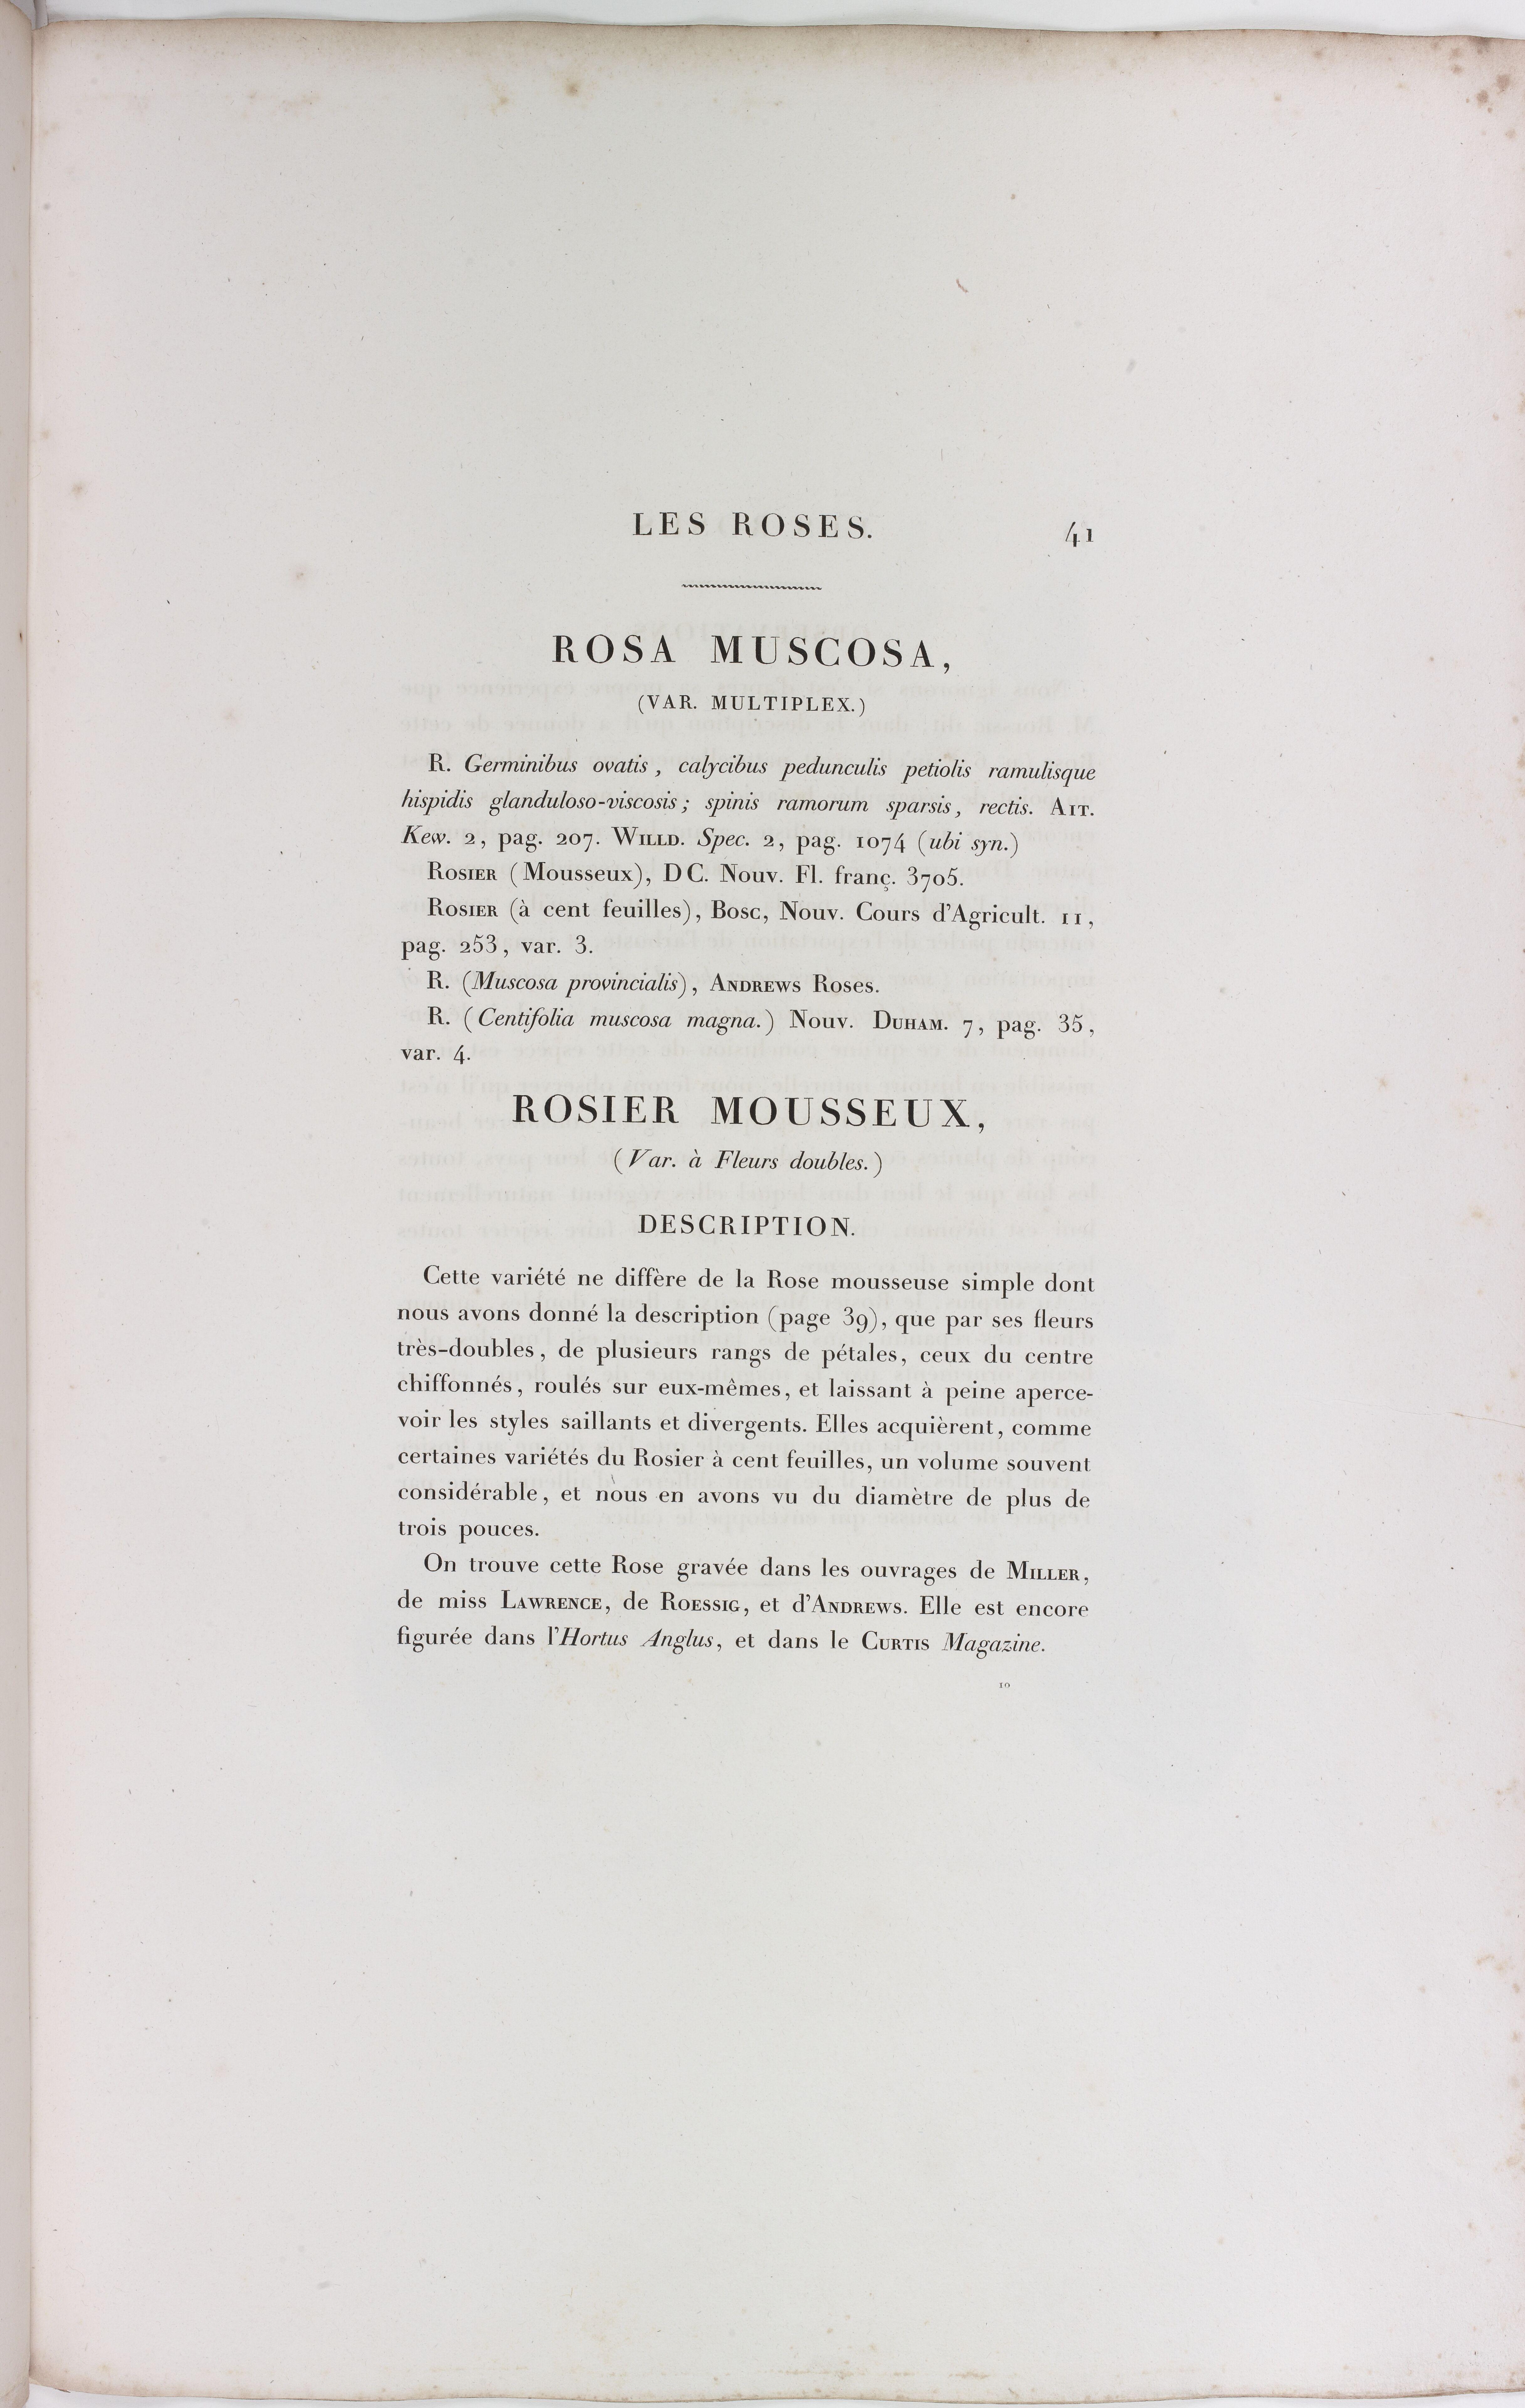 LES ROSES. 41
ROSA MUSCOSA,
(VAR. MULTIPLEX.)
R. Germinibus ovatis, calycibus pedunculis petiolis ramulisque
hispidis glanduloso-viscosis; spinis ramorum sparsis, rectis. AIT.
Kew. 2, pag. 207. WILLD. Spec. 2, pag. 1074 (ubi syn.)
ROSIER (Mousseux), DC. Nouv. Fl. franç. 3705.
ROSIER (à cent feuilles), Bosc, Nouv. Cours d'Agricult. 11,
pag. 253, var. 3.
R. (Muscosa provincialis), ANDREWS Roses.
R. (Centifolia muscosa magna.) Nouv. DUHAM. 7, pag. 35,
var. 4.
ROSIER MOUSSEUX,
(Var. à Fleurs doubles.)
DESCRIPTION.
Cette variété ne diffère de la Rose mousseuse simple dont
nous avons donné la description (page 39), que par ses fleurs
très-doubles, de plusieurs rangs de pétales, ceux du centre
chiffonnés, roulés sur eux-mêmes, et laissant à peine aperce-
voir les styles saillants et divergents. Elles acquièrent, comme
certaines variétés du Rosier à cent feuilles, un volume souvent
considérable, et nous en avons vu du diamètre de plus de
trois pouces.
On trouve cette Rose gravée dans les ouvrages de MILLER,
de miss LAWRENCE, de ROESSIG, et d'ANDREWS. Elle est encore
figurée dans l'Hortus Anglus, et dans le CURTIS Magazine.
10